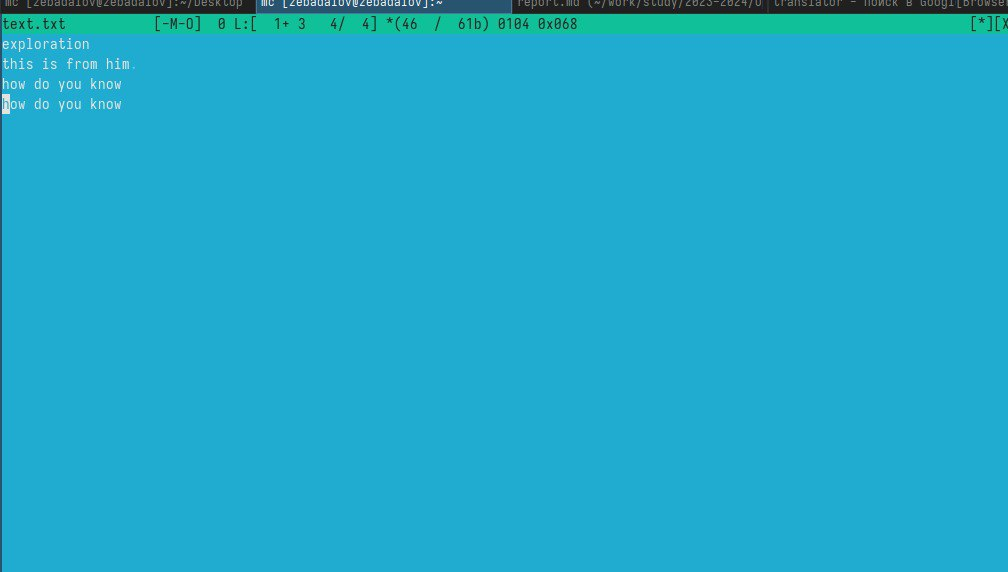 mc [zebadalov@zebadalov]:~/Desktop mc [zebadalov@zebadalov]:~ report.md (~/work/study/2023-2024/О translator - Поиск в Googl[Browser
text.txt [-M-O] 0 L:[ 1+ 3 4/ 4] *(46 / 61b) 0104 0x068 [*][X
exploration
this is from him.
how do you know
how do you know